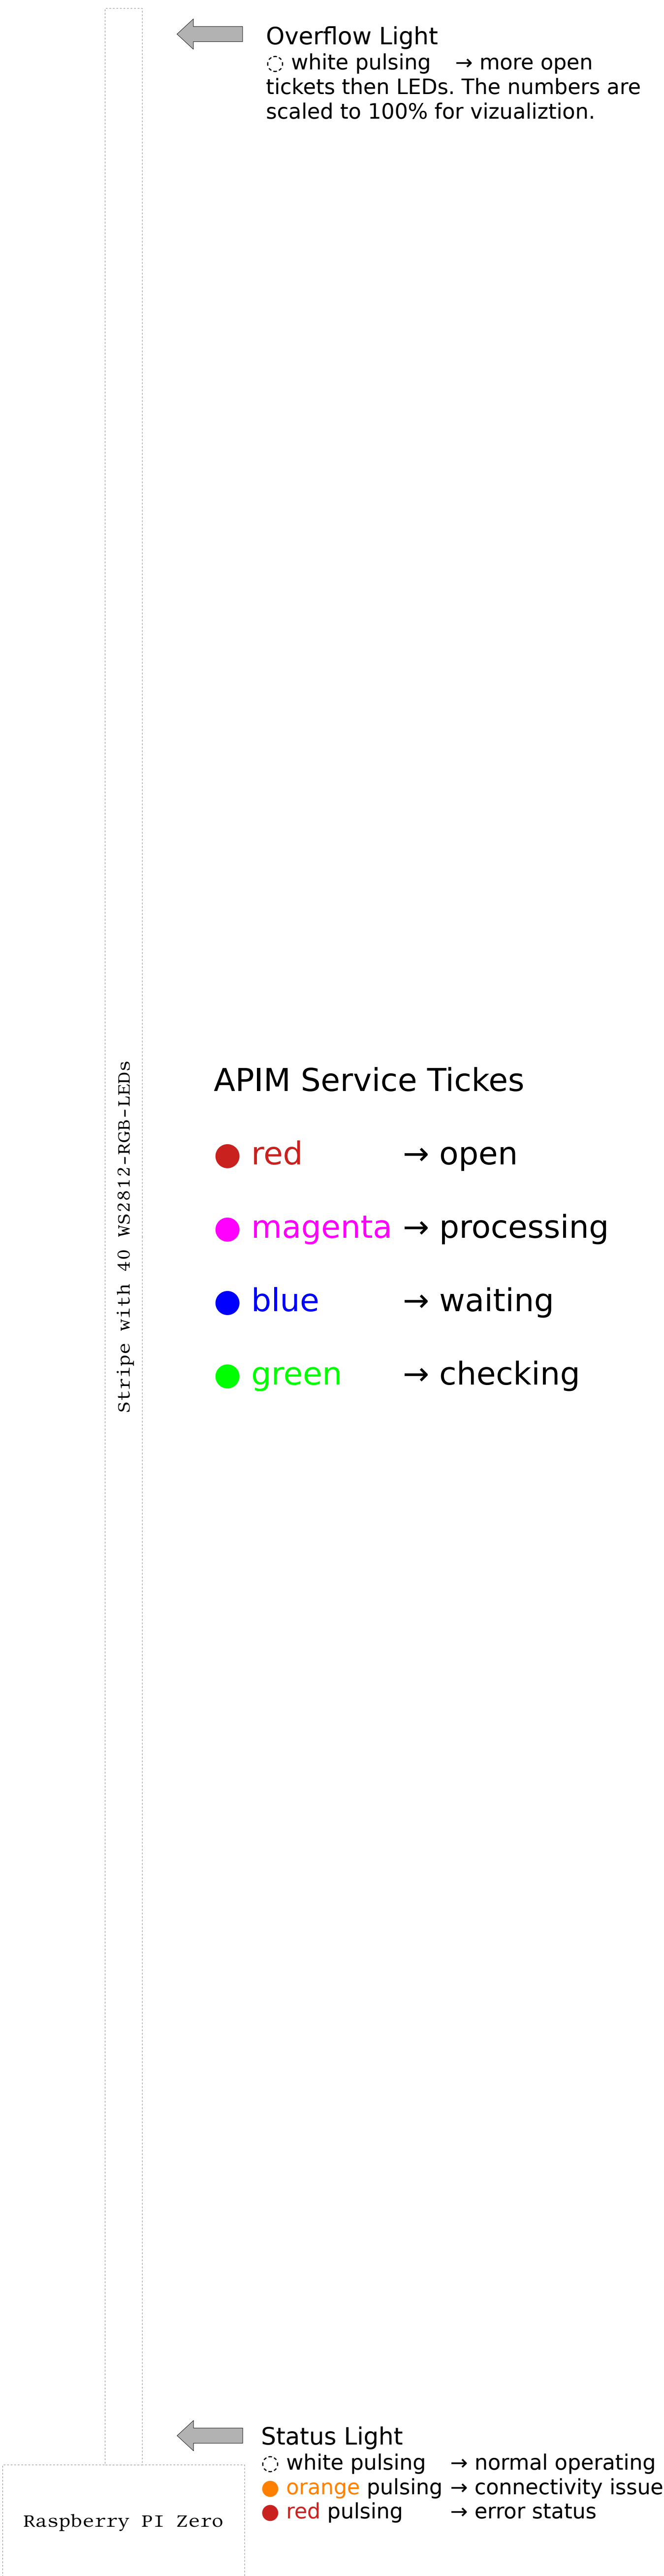 Overflow Light
white pulsing → more open
tickets then LEDs. The numbers are
scaled to 100% for vizualiztion.
Stripe with 40 WS2812-RGB-LEDs
APIM Service Tickes
red → open
magenta → processing
blue → waiting
green → checking
Status Light
white pulsing → normal operating
orange pulsing → connectivity issue
red pulsing → error status
Raspberry PI Zero